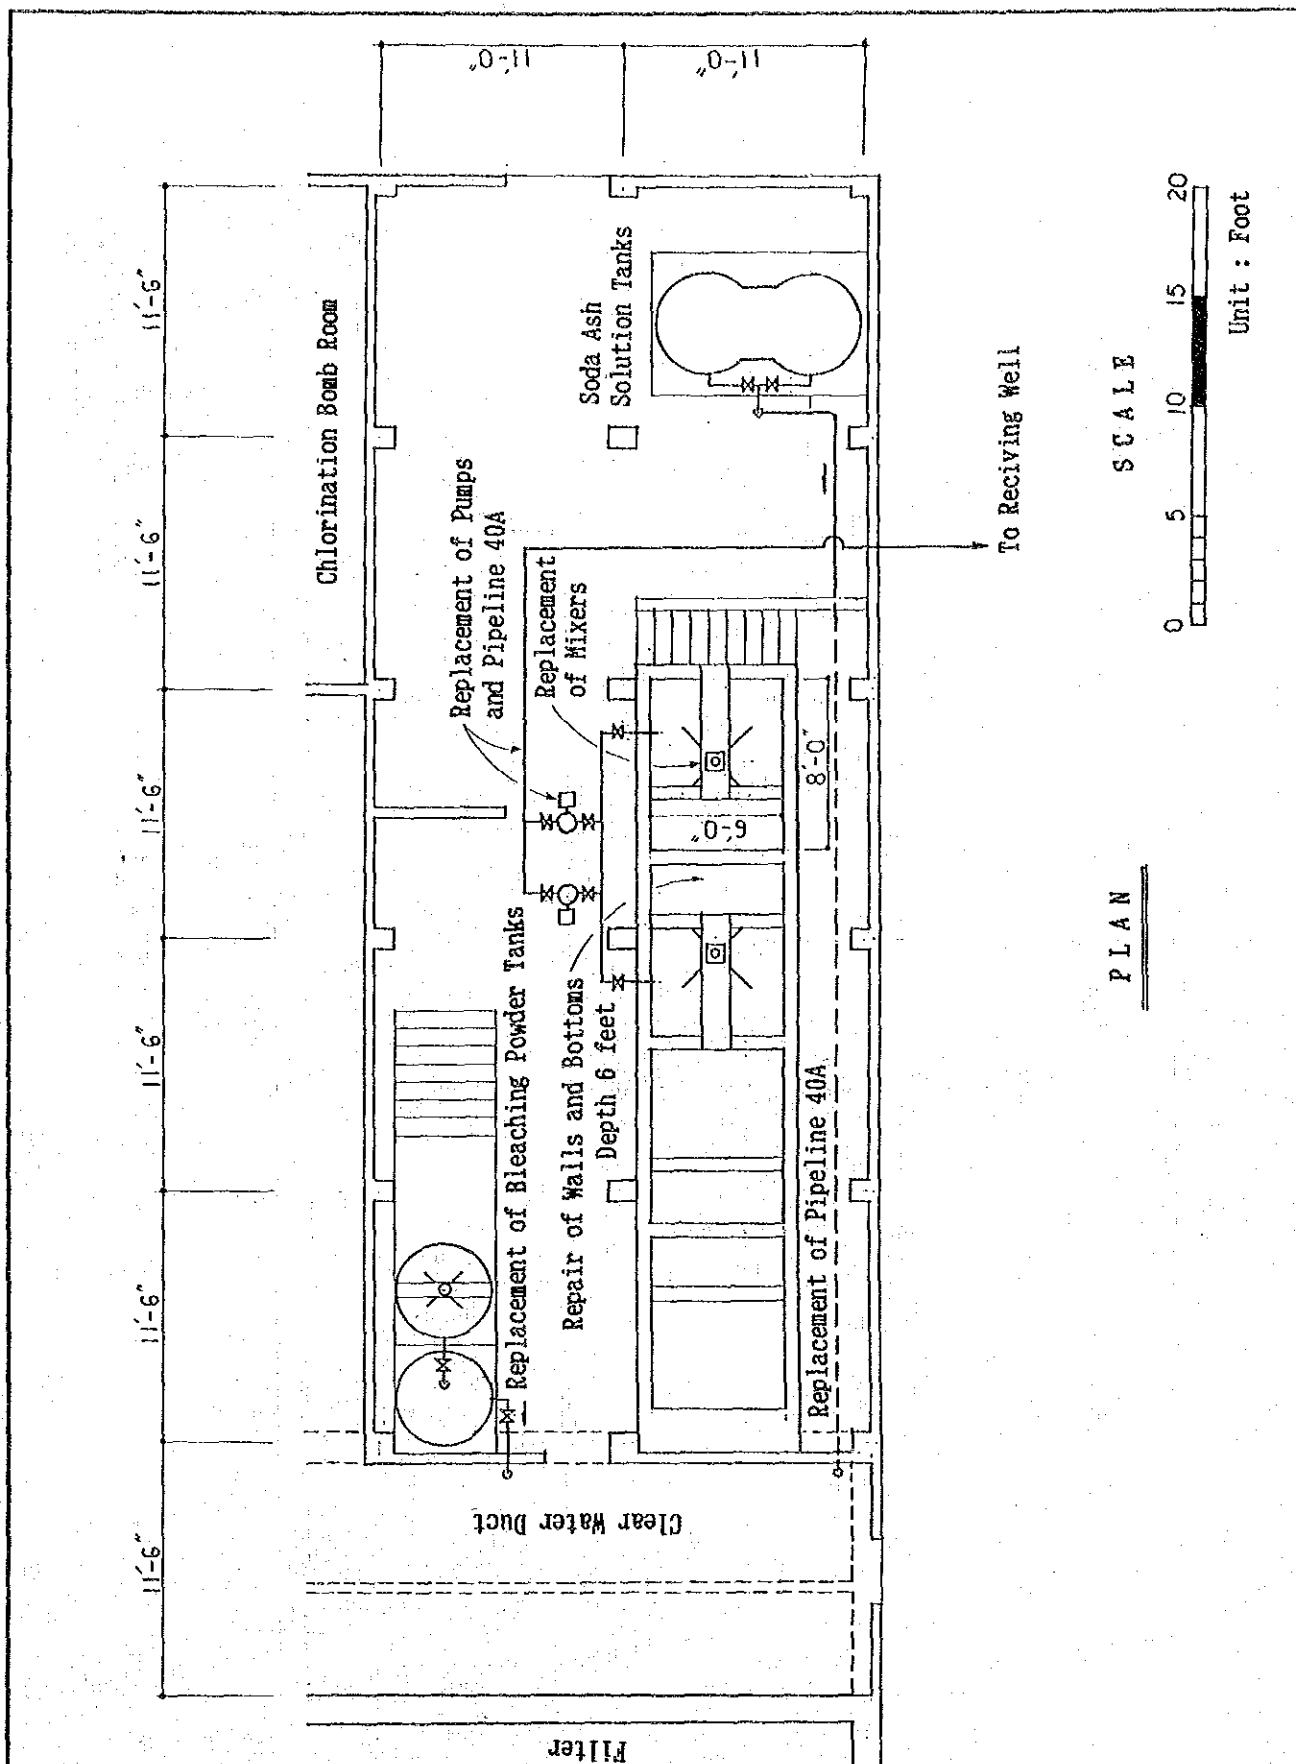 11'-6"
11'-6"
11'-6"
11'-6"
11'-6"
11'-6"
11'-0"
11'-0"
Chlorination Bomb Room
Soda Ash
Solution Tanks
Replacement of Pumps
and Pipeline 40A
Replacement
of Mixers
To Reciving Well
8'-0"
6'-0"
Replacement of Bleaching Powder Tanks
Repair of Walls and Bottoms
Depth 6 feet
Replacement of Pipeline 40A
Clear Water Duct
Filter
PLAN
SCALE
0 5 10 15 20
Unit : Foot